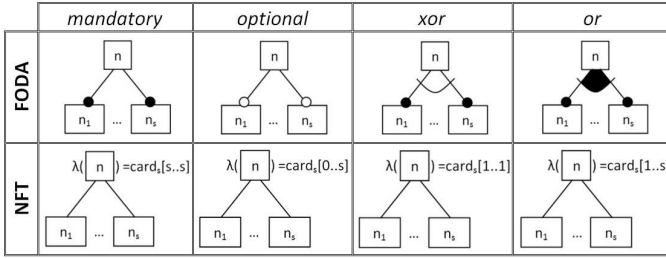 mandatory optional xor or
FODA
n n n n
n₁ ... nₛ n₁ ... nₛ n₁ ... nₛ n₁ ... nₛ
NFT
λ( n )=cardₛ[s..s] λ( n )=cardₛ[0..s] λ( n )=cardₛ[1..1] λ( n )=cardₛ[1..s]
n₁ ... nₛ n₁ ... nₛ n₁ ... nₛ n₁ ... nₛ